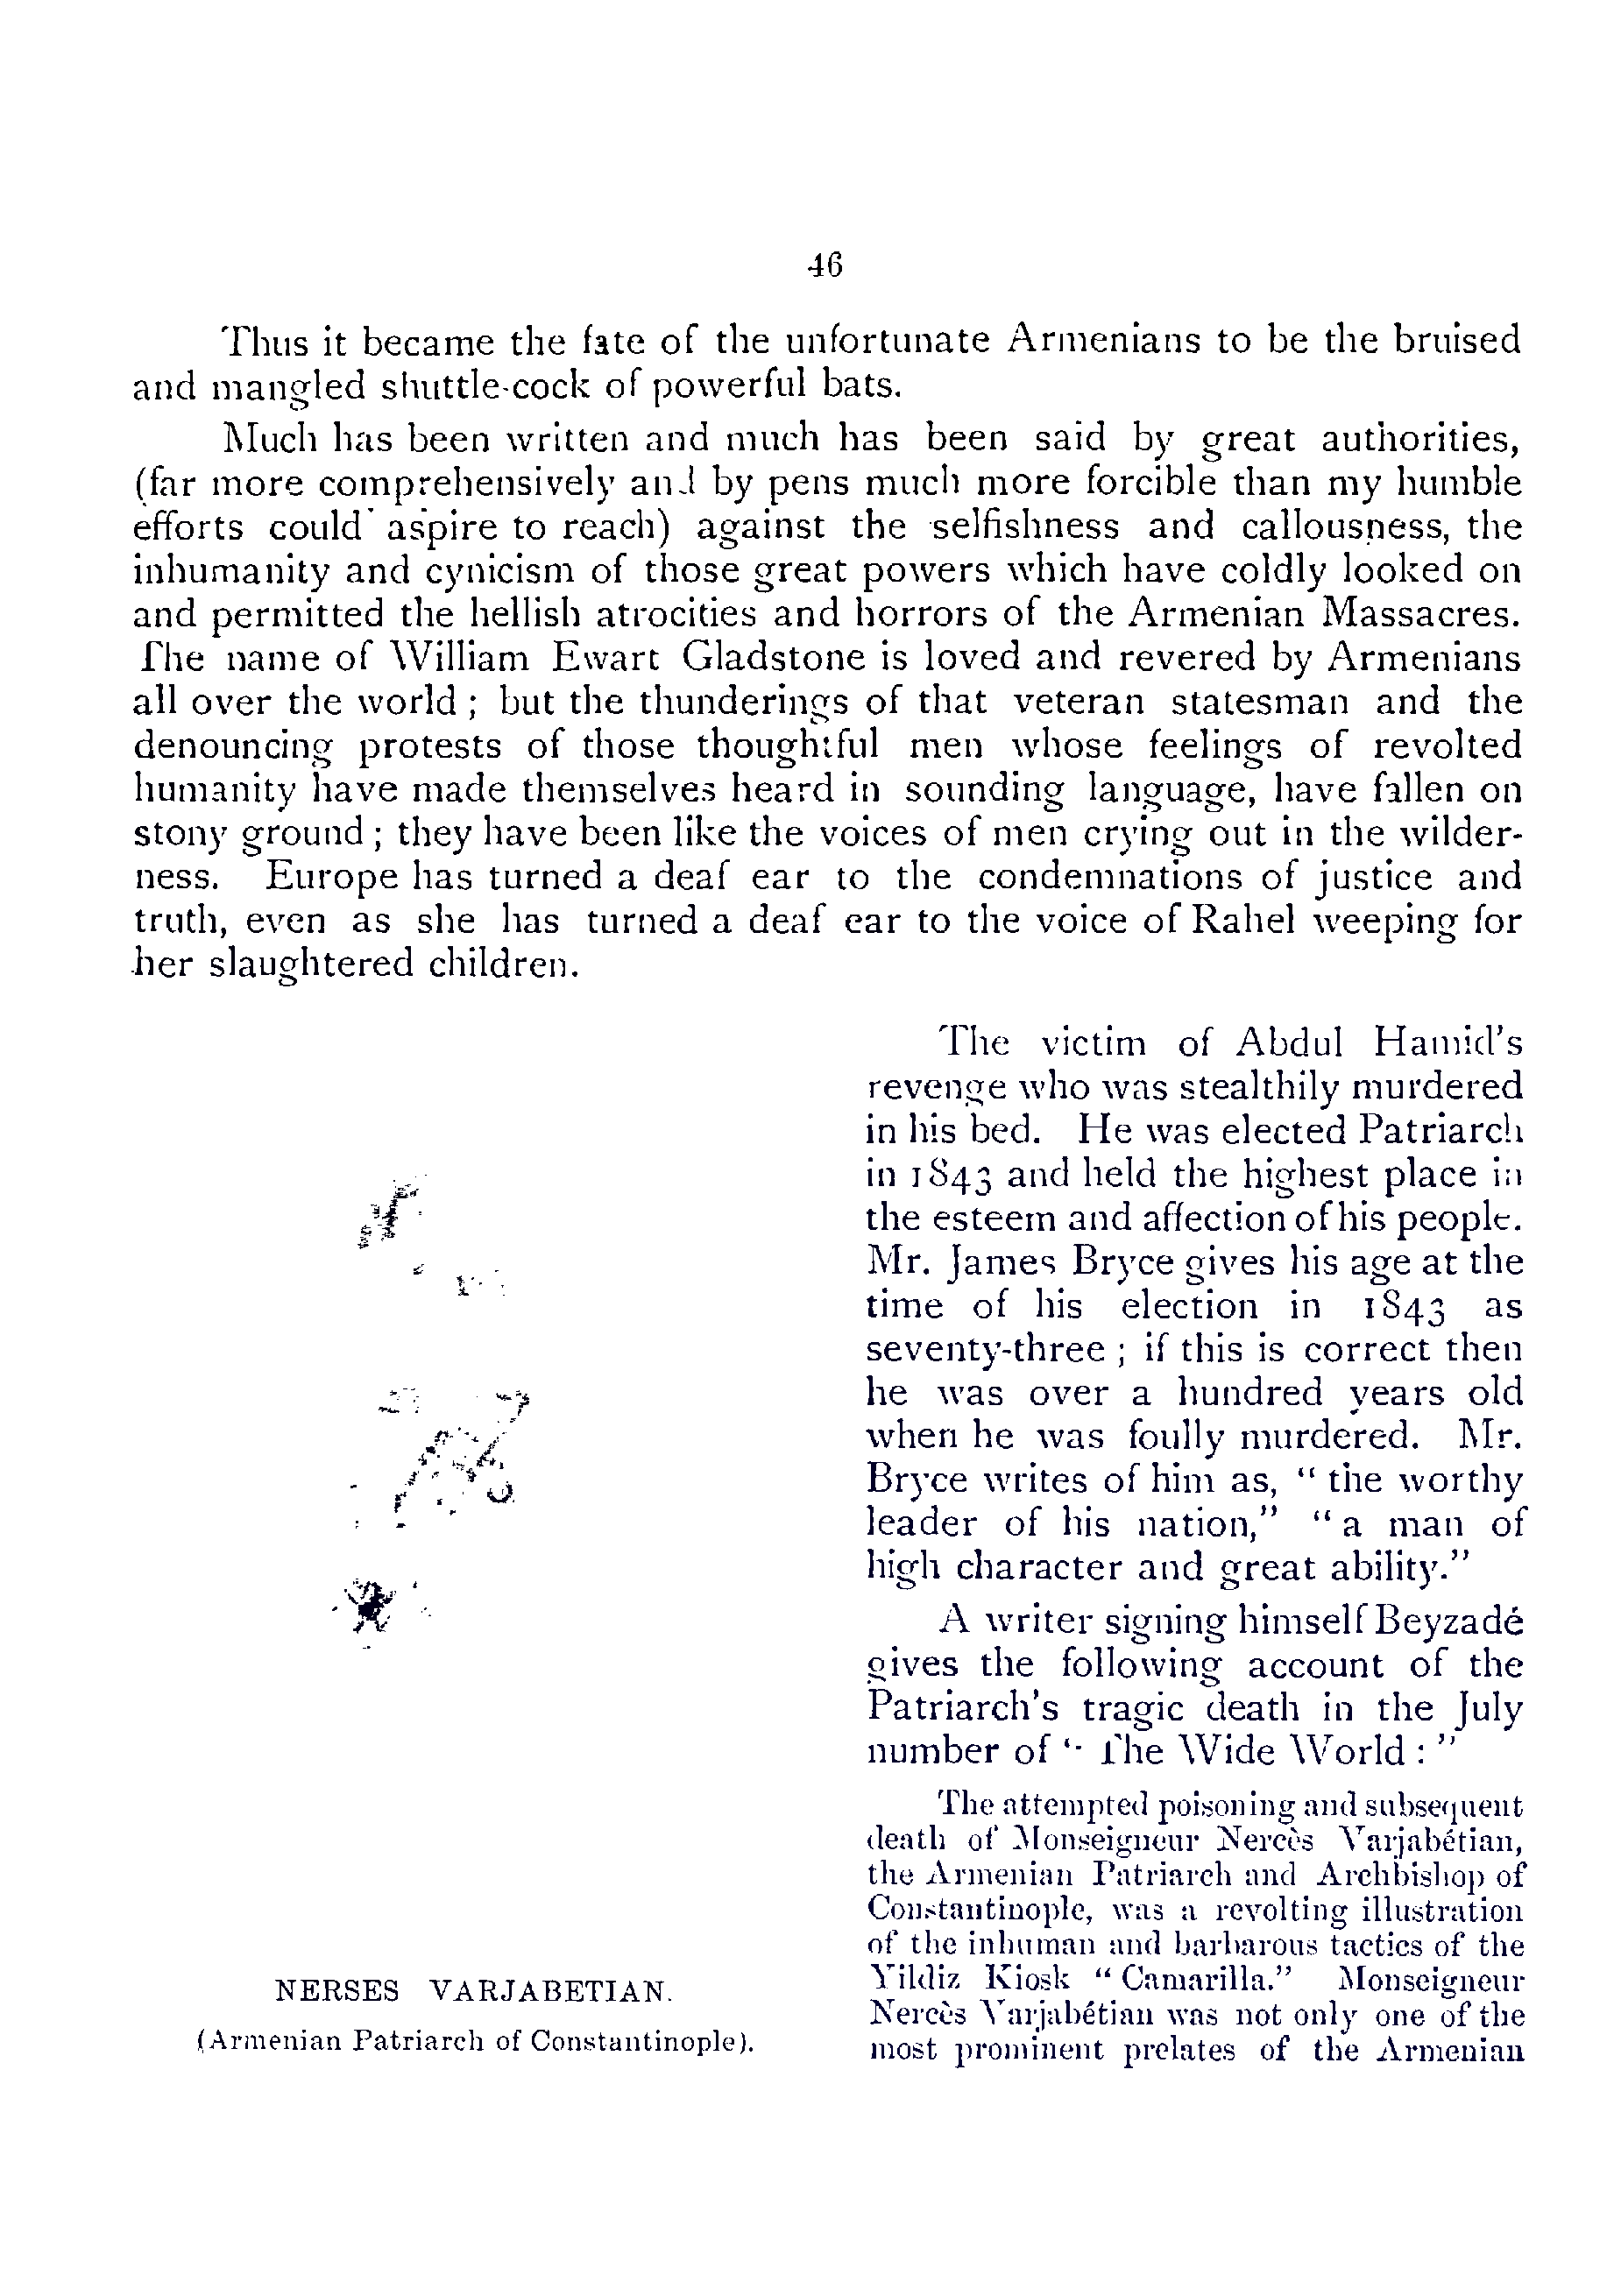 46
Thus it became the fate of the unfortunate Armenians to be the bruised
and mangled shuttle-cock of powerful bats.
Much has been written and much has been said by great authorities,
(far more comprehensively and by pens much more forcible than my humble
efforts could aspire to reach) against the selfishness and callousness, the
inhumanity and cynicism of those great powers which have coldly looked on
and permitted the hellish atrocities and horrors of the Armenian Massacres.
The name of William Ewart Gladstone is loved and revered by Armenians
all over the world ; but the thunderings of that veteran statesman and the
denouncing protests of those thoughtful men whose feelings of revolted
humanity have made themselves heard in sounding language, have fallen on
stony ground ; they have been like the voices of men crying out in the wilder-
ness. Europe has turned a deaf ear to the condemnations of justice and
truth, even as she has turned a deaf ear to the voice of Rahel weeping for
her slaughtered children.
The victim of Abdul Hamid's
revenge who was stealthily murdered
in his bed. He was elected Patriarch
in 1843 and held the highest place in
the esteem and affection of his people.
Mr. James Bryce gives his age at the
time of his election in 1843 as
seventy-three ; if this is correct then
he was over a hundred years old
when he was foully murdered. Mr.
Bryce writes of him as, “ the worthy
leader of his nation,” “ a man of
high character and great ability.”
A writer signing himself Beyzadé
gives the following account of the
Patriarch's tragic death in the July
number of “ The Wide World : ”
The attempted poisoning and subsequent
death of Monseigneur Nercès Varjabétian,
the Armenian Patriarch and Archbishop of
Constantinople, was a revolting illustration
of the inhuman and barbarous tactics of the
Yildiz Kiosk “ Camarilla.” Monseigneur
Nercès Varjabétian was not only one of the
most prominent prelates of the Armenian
NERSES VARJABETIAN.
(Armenian Patriarch of Constantinople).